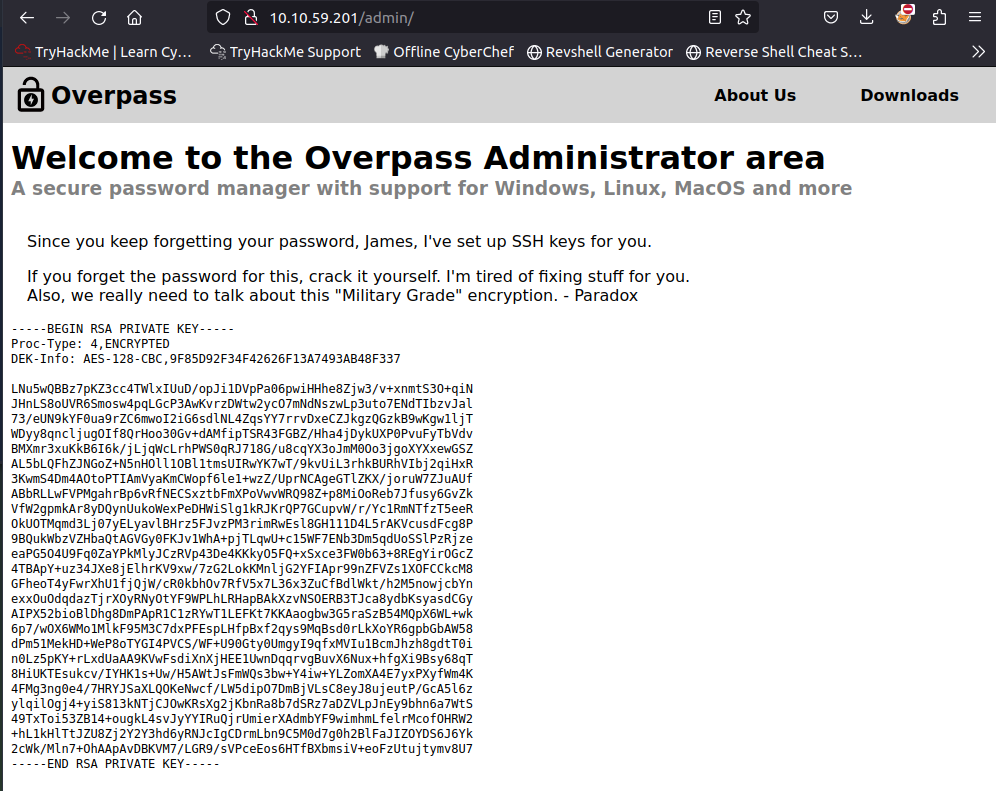 10.10.59.201/admin/
TryHackMe | Learn Cy… TryHackMe Support Offline CyberChef Revshell Generator Reverse Shell Cheat S…
Overpass About Us Downloads
Welcome to the Overpass Administrator area
A secure password manager with support for Windows, Linux, MacOS and more
Since you keep forgetting your password, James, I've set up SSH keys for you.
If you forget the password for this, crack it yourself. I'm tired of fixing stuff for you.
Also, we really need to talk about this "Military Grade" encryption. - Paradox
-----BEGIN RSA PRIVATE KEY-----
Proc-Type: 4,ENCRYPTED
DEK-Info: AES-128-CBC,9F85D92F34F42626F13A7493AB48F337
LNu5wQBBz7pKZ3cc4TWlxIUuD/opJi1DVpPa06pwiHHhe8Zjw3/v+xnmtS3O+qiN
JHnLS8oUVR6Smosw4pqLGcP3AwKvrzDWtw2ycO7mNdNszwLp3uto7ENdTIbzvJal
73/eUN9kYF0ua9rZC6mwoI2iG6sdlNL4ZqsYY7rrvDxeCZJkgzQGzkB9wKgw1ljT
WDyy8qncljugOIf8QrHoo30Gv+dAMfipTSR43FGBZ/Hha4jDykUXP0PvuFyTbVdv
BMXmr3xuKkB6I6k/jLjqWcLrhPWS0qRJ718G/u8cqYX3oJmM0Oo3jgoXYXxewGSZ
AL5bLQFhZJNGoZ+N5nHOll1OBl1tmsUIRwYK7wT/9kvUiL3rhkBURhVIbj2qiHxR
3KwmS4Dm4AOtoPTIAmVyaKmCWopf6le1+wzZ/UprNCAgeGTlZKX/joruW7ZJuAUf
ABbRLLwFVPMgahrBp6vRfNECSxztbFmXPoVwvWRQ98Z+p8MiOoReb7Jfusy6GvZk
VfW2gpmkAr8yDQynUukoWexPeDHWiSlg1kRJKrQP7GCupvW/r/Yc1RmNTfzT5eeR
OkUOTMqmd3Lj07yELyavlBHrz5FJvzPM3rimRwEsl8GH111D4L5rAKVcusdFcg8P
9BQukWbzVZHbaQtAGVGy0FKJv1WhA+pjTLqwU+c15WF7ENb3Dm5qdUoSSlPzRjze
eaPG5O4U9Fq0ZaYPkMlyJCzRVp43De4KKkyO5FQ+xSxce3FW0b63+8REgYirOGcZ
4TBApY+uz34JXe8jElhrKV9xw/7zG2LokKMnljG2YFIApr99nZFVZs1XOFCCkcM8
GFheoT4yFwrXhU1fjQjW/cR0kbhOv7RfV5x7L36x3ZuCfBdlWkt/h2M5nowjcbYn
exxOuOdqdazTjrXOyRNyOtYF9WPLhLRHapBAkXzvNSOERB3TJca8ydbKsyasdCGy
AIPX52bioBlDhg8DmPApR1C1zRYwT1LEFKt7KKAaogbw3G5raSzB54MQpX6WL+wk
6p7/wOX6WMo1MlkF95M3C7dxPFEspLHfpBxf2qys9MqBsd0rLkXoYR6gpbGbAW58
dPm51MekHD+WeP8oTYGI4PVCS/WF+U90Gty0UmgyI9qfxMVIu1BcmJhzh8gdtT0i
n0Lz5pKY+rLxdUaAA9KVwFsdiXnXjHEE1UwnDqqrvgBuvX6Nux+hfgXi9Bsy68qT
8HiUKTEsukcv/IYHK1s+Uw/H5AWtJsFmWQs3bw+Y4iw+YLZomXA4E7yxPXyfWm4K
4FMg3ng0e4/7HRYJSaXLQOKeNwcf/LW5dipO7DmBjVLsC8eyJ8ujeutP/GcA5l6z
ylqilOgj4+yiS813kNTjCJOwKRsXg2jKbnRa8b7dSRz7aDZVLpJnEy9bhn6a7WtS
49TxToi53ZB14+ougkL4svJyYYIRuQjrUmierXAdmbYF9wimhmLfelrMcofOHRW2
+hL1kHlTtJZU8Zj2Y2Y3hd6yRNJcIgCDrmLbn9C5M0d7g0h2BlFaJIZOYDS6J6Yk
2cWk/Mln7+OhAApAvDBKVM7/LGR9/sVPceEos6HTfBXbmsiV+eoFzUtujtymv8U7
-----END RSA PRIVATE KEY-----